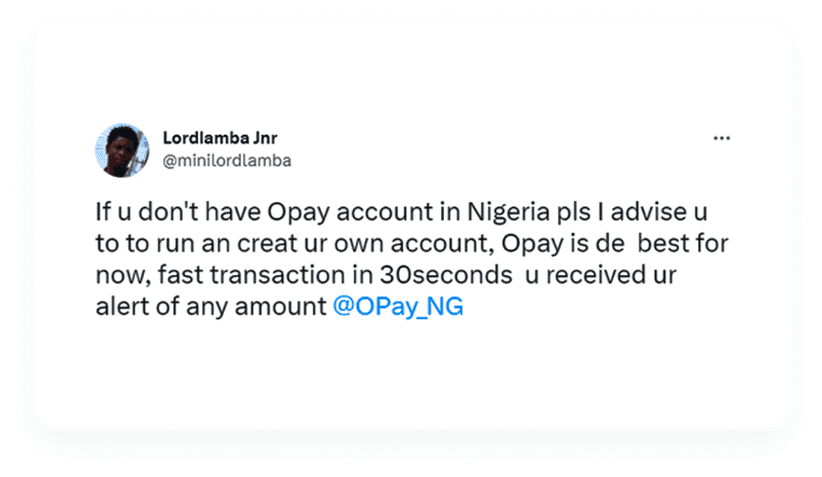 Lordlamba Jnr
@minilordlamba
If u don't have Opay account in Nigeria pls I advise u
to to run an creat ur own account, Opay is de  best for
now, fast transaction in 30seconds  u received ur
alert of any amount @OPay_NG